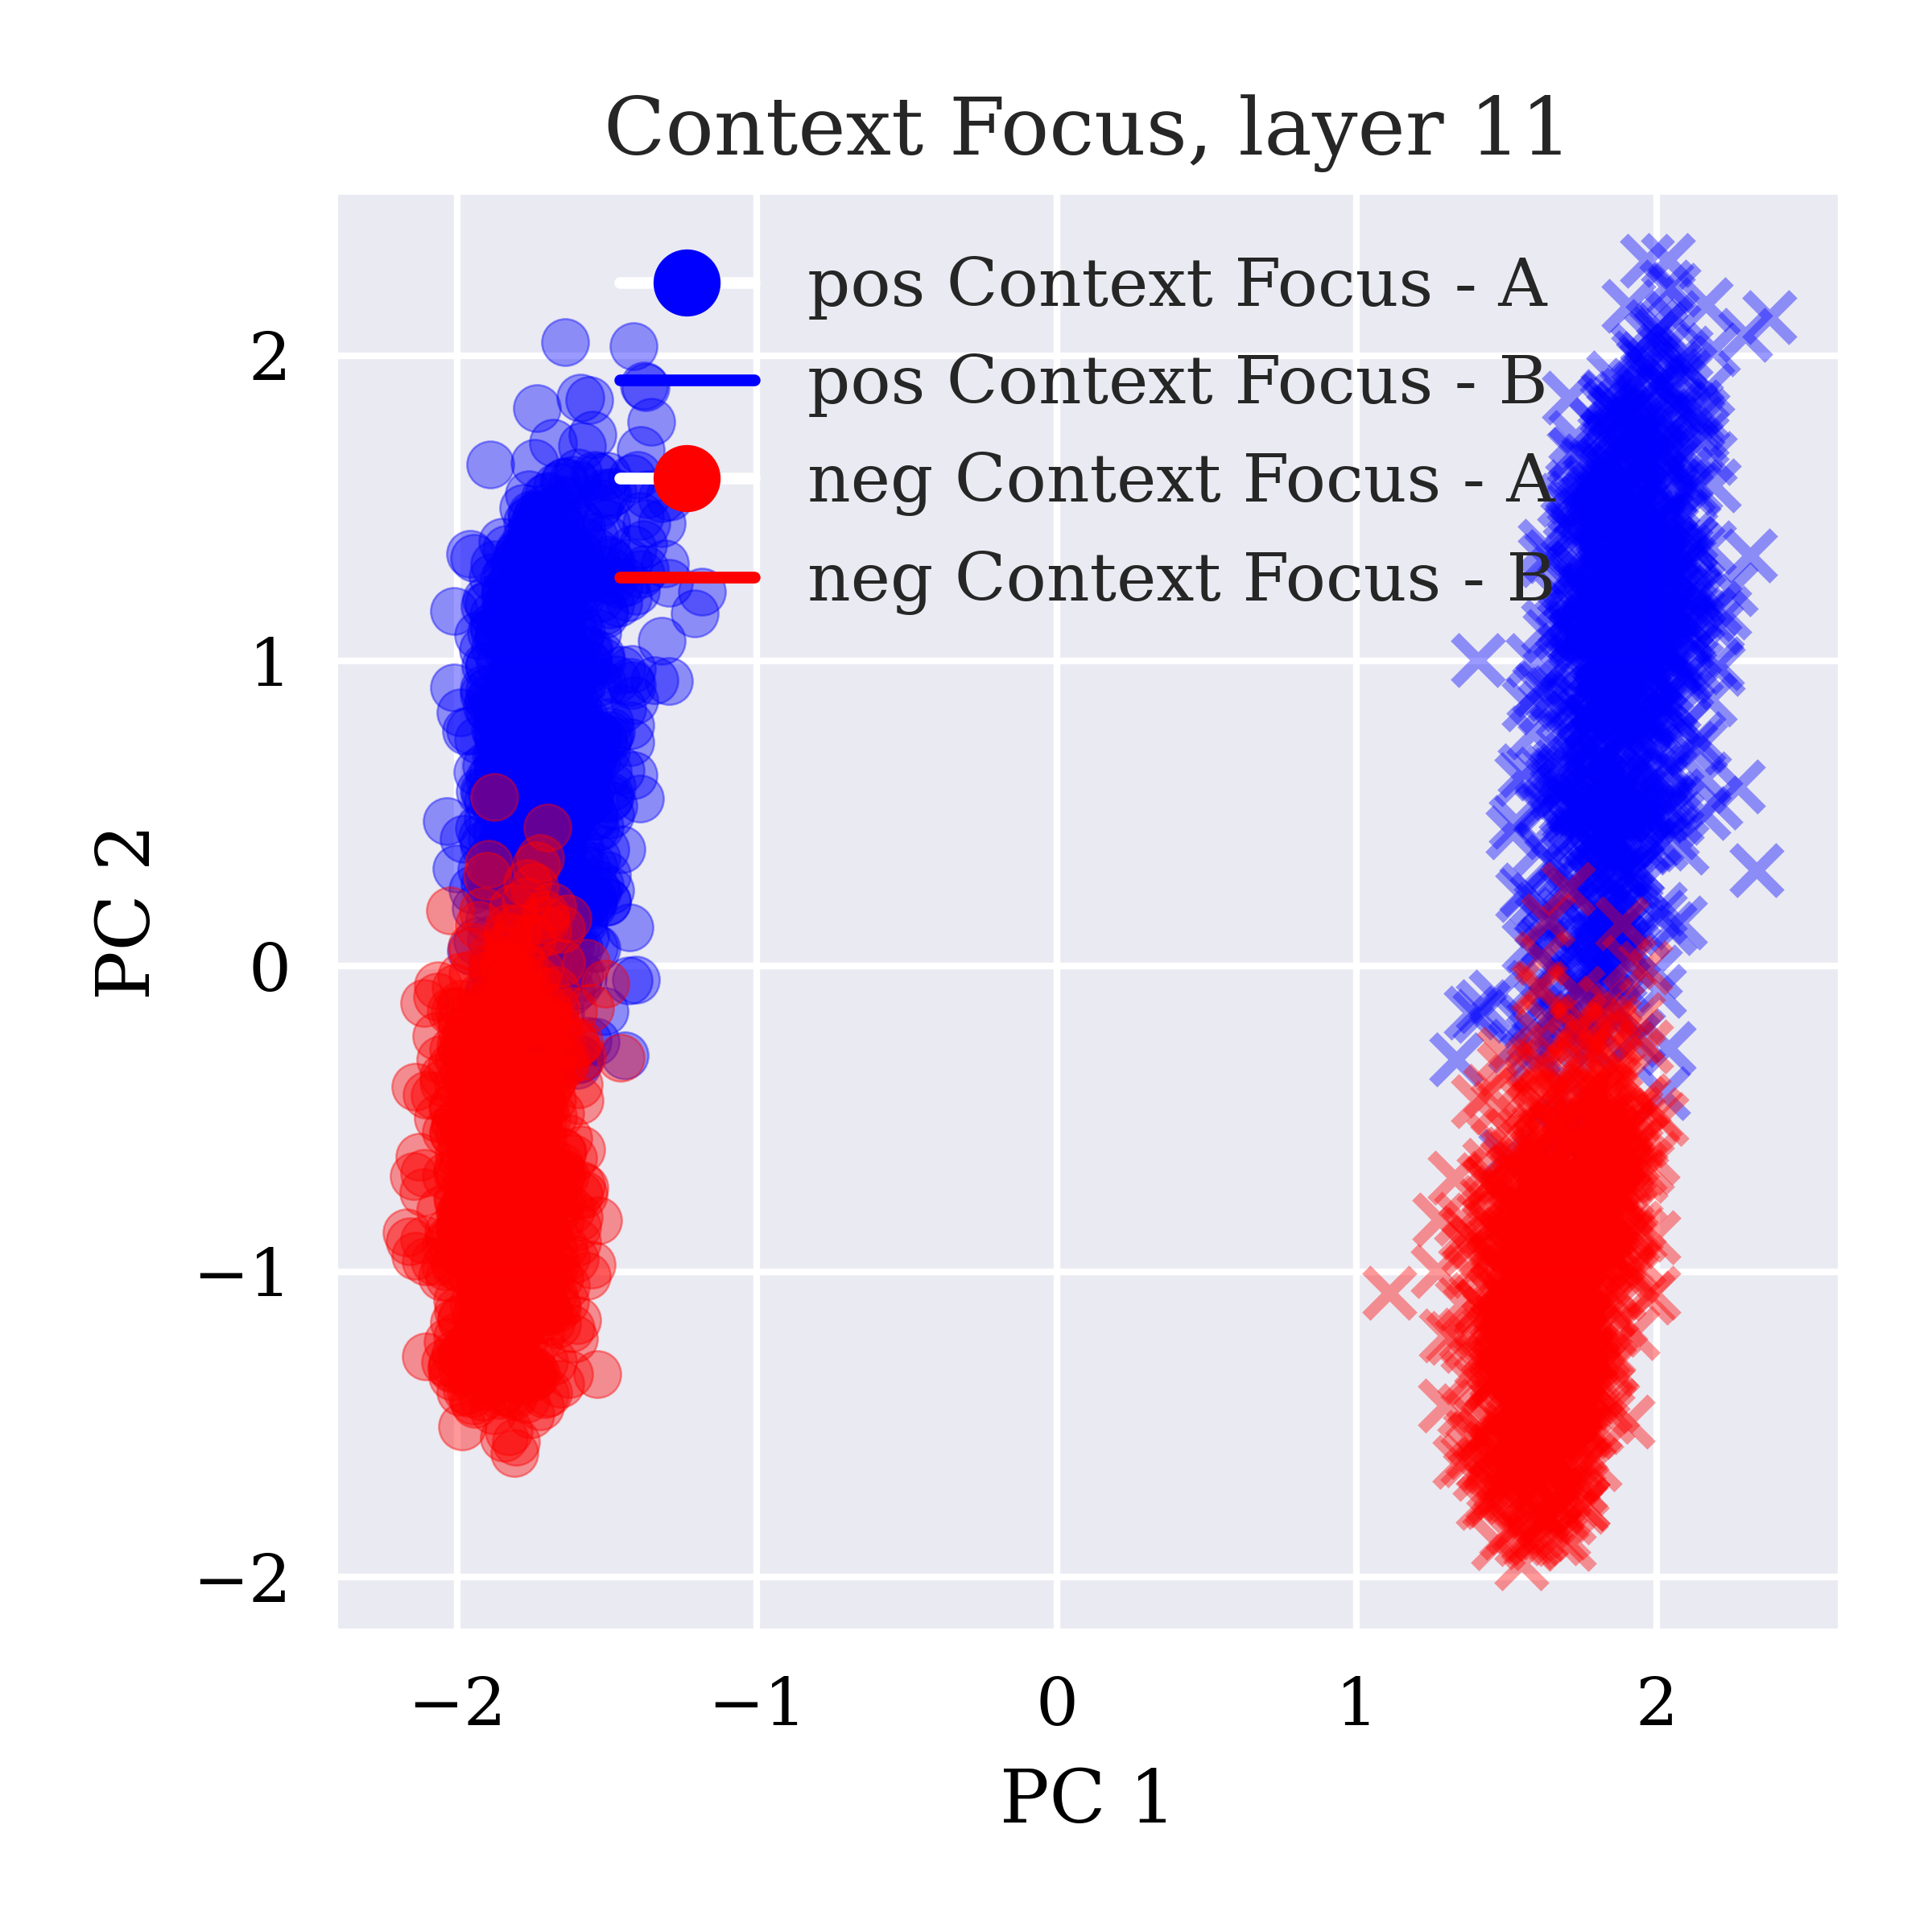 Context Focus, layer 11
pos Context Focus - A
pos Context Focus - B
neg Context Focus - A
neg Context Focus - B
PC 2
2
1
0
−1
−2
−2 −1 0 1 2
PC 1